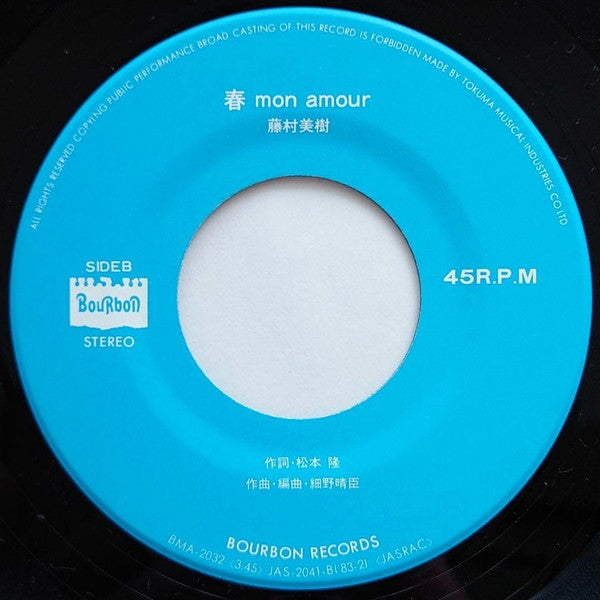 ALL RIGHTS RESERVED COPYING PUBLIC PERFORMANCE BROAD CASTING OF THIS RECORD IS FORBIDDEN MADE BY TOKUMA MUSICAL INDUSTRIES CO LTD
春 mon amour
藤村美樹
SIDEB
BouRboN
STEREO
45R.P.M
作詞・松本 隆
作曲・編曲・細野晴臣
BOURBON RECORDS
BMA-2032 〈3:45〉 JAS-2041-B('83-2) 〈JASRAC〉